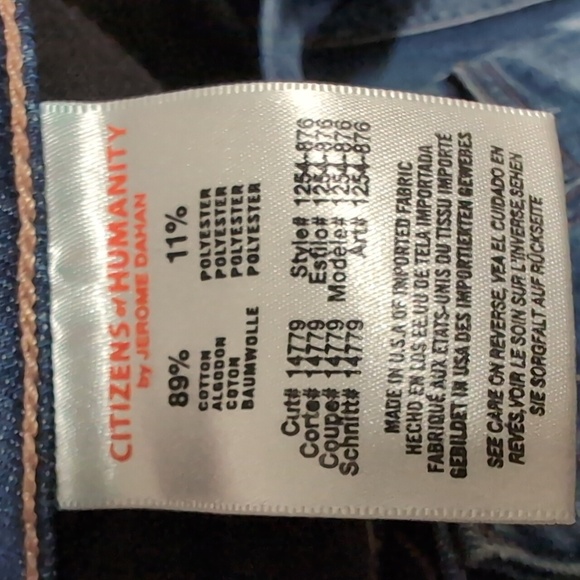 CITIZENS of HUMANITY
by JEROME DAHAN
89% 11%
COTTON POLYESTER
ALGODON POLYESTER
COTON POLYESTER
BAUMWOLLE POLYESTER
Cut# 14779 Style# 1254-876
Corte# 14779 Estilo# 1254-876
Coupe# 14779 Modele# 1254-876
Schnitt# 14779 Art# 1254-876
MADE IN U.S.A OF IMPORTED FABRIC
HECHO EN LOS EE.UU DE TELA IMPORTADA
FABRIQUÉ AUX ETATS-UNIS DU TISSU IMPORTE
GEBILDET IN USA DES IMPORTIERTEN GEWEBES
SEE CARE ON REVERSE, VEA EL CUIDADO EN
REVÉS, VOIR LE SOIN SUR L'INVERSE, SEHEN
SIE SORGFALT AUF RÜCKSEITE